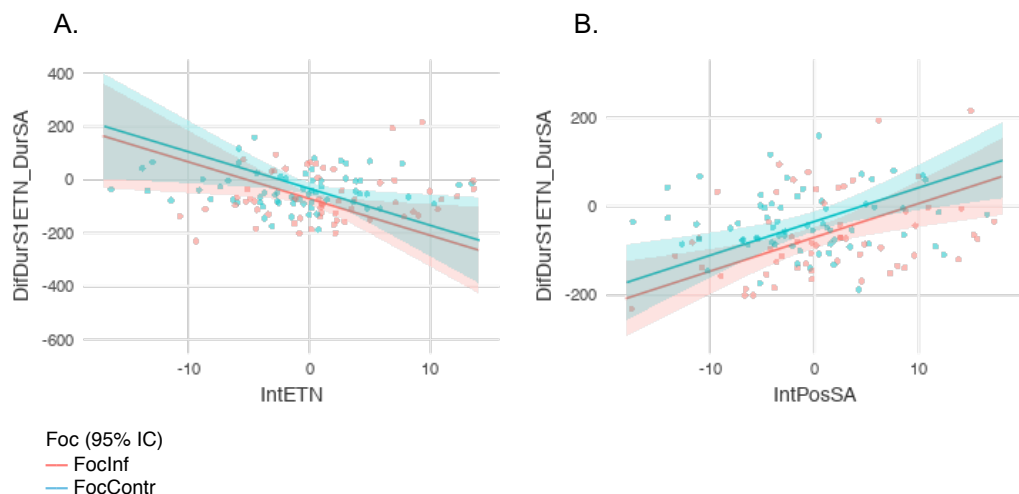 A.
B.
DifDurS1ETN_DurSA
400
200
0
-200
-400
-600
-10
0
10
IntETN
DifDurS1ETN_DurSA
200
0
-200
-10
0
10
IntPosSA
Foc (95% IC)
FocInf
FocContr